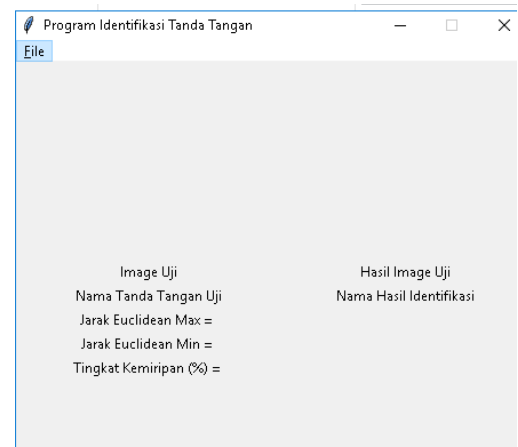 Program Identifikasi Tanda Tangan
File
Image Uji
Hasil Image Uji
Nama Tanda Tangan Uji
Nama Hasil Identifikasi
Jarak Euclidean Max =
Jarak Euclidean Min =
Tingkat Kemiripan (%) =